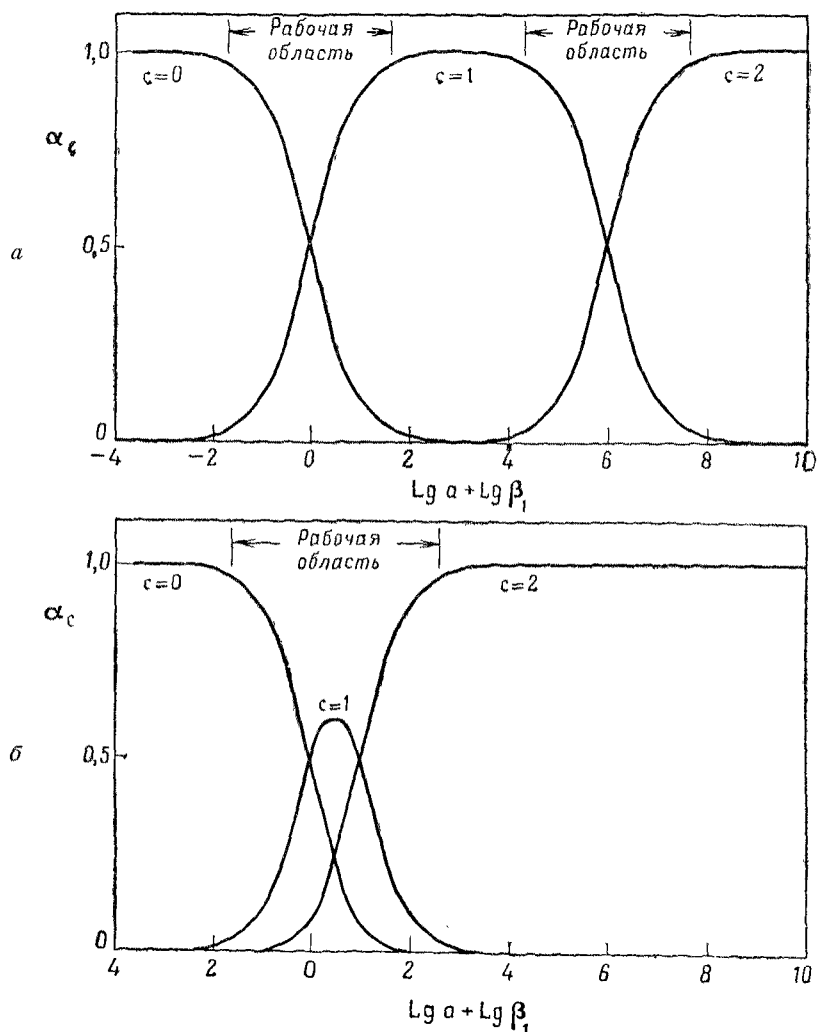 Рабочая область
Рабочая область
1,0
c=0
c=1
c=2
α_c
а
0,5
0
−4 −2 0 2 4 6 8 10
Lg a + Lg β₁
Рабочая область
1,0
c=0
c=2
α_c
c=1
б
0,5
0
4 2 0 2 4 6 8 10
Lg a + Lg β₁